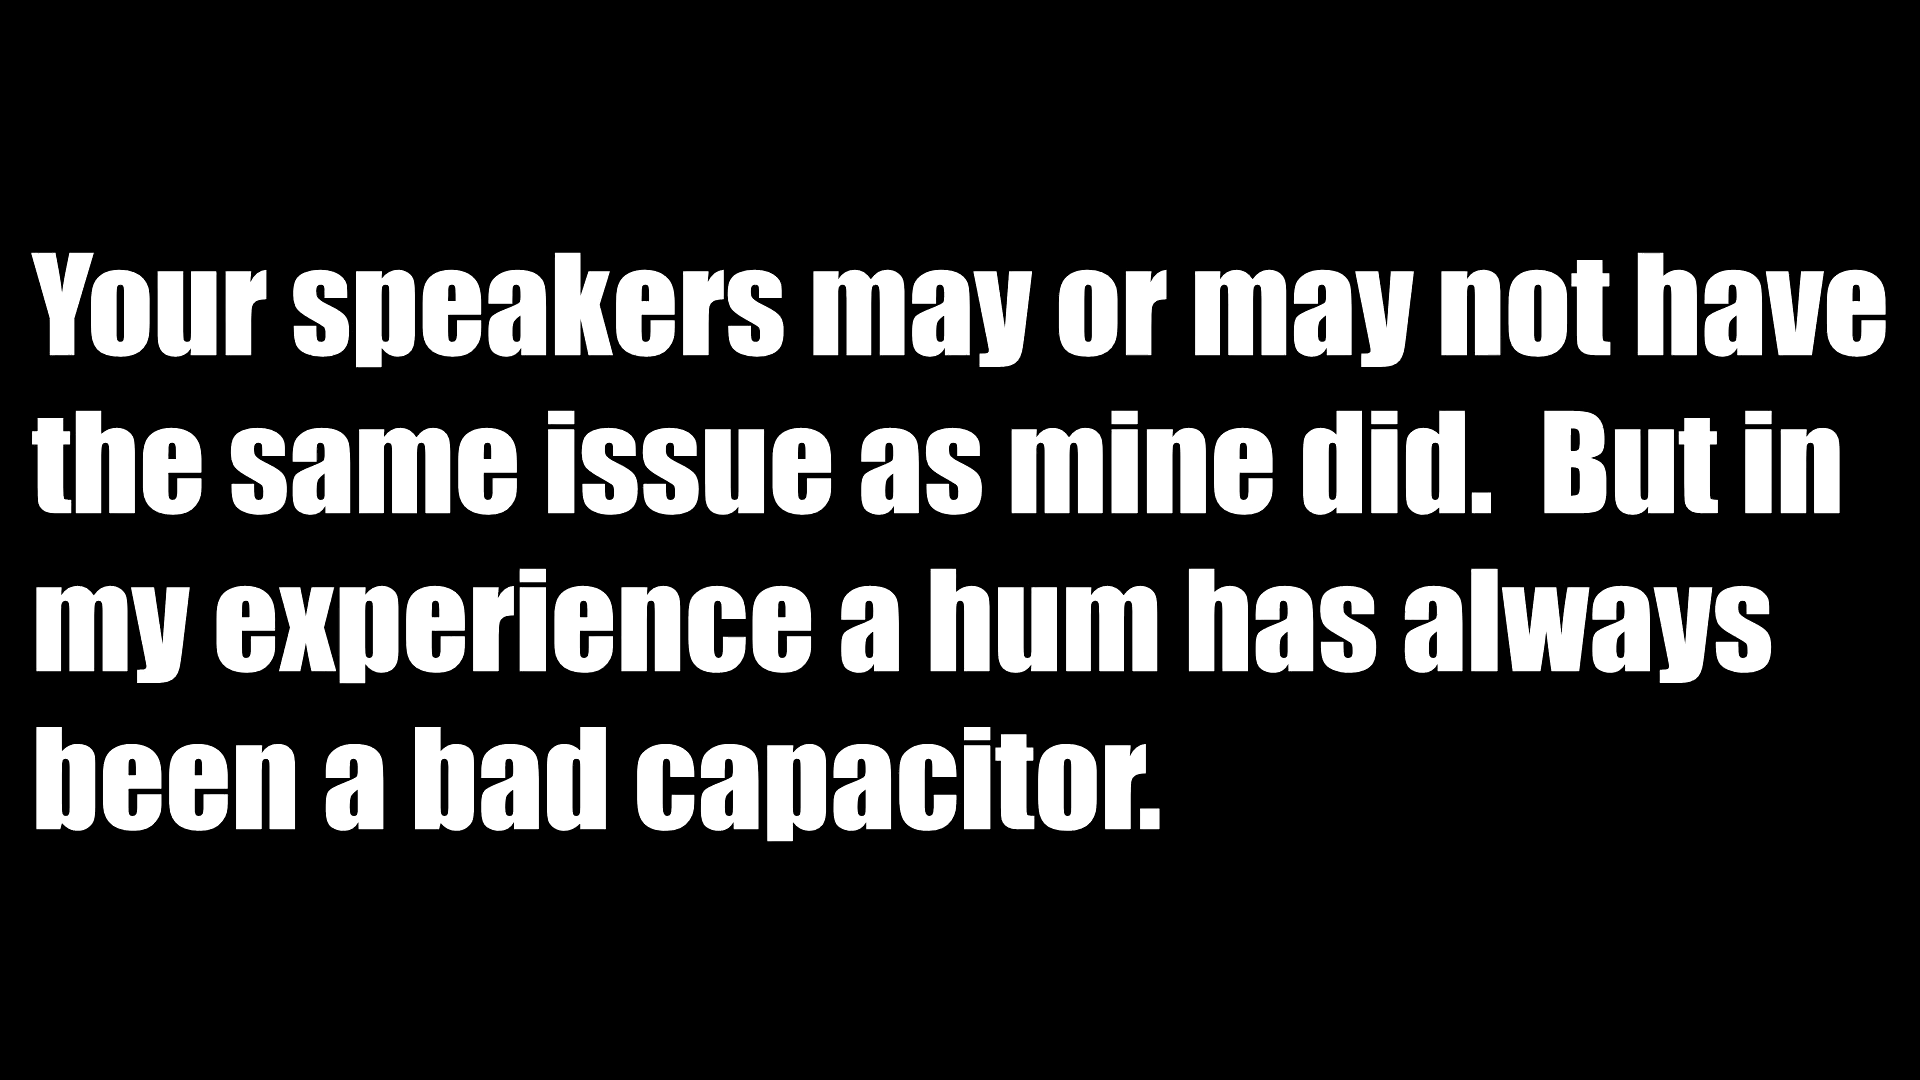 Your speakers may or may not have
the same issue as mine did.  But in
my experience a hum has always
been a bad capacitor.